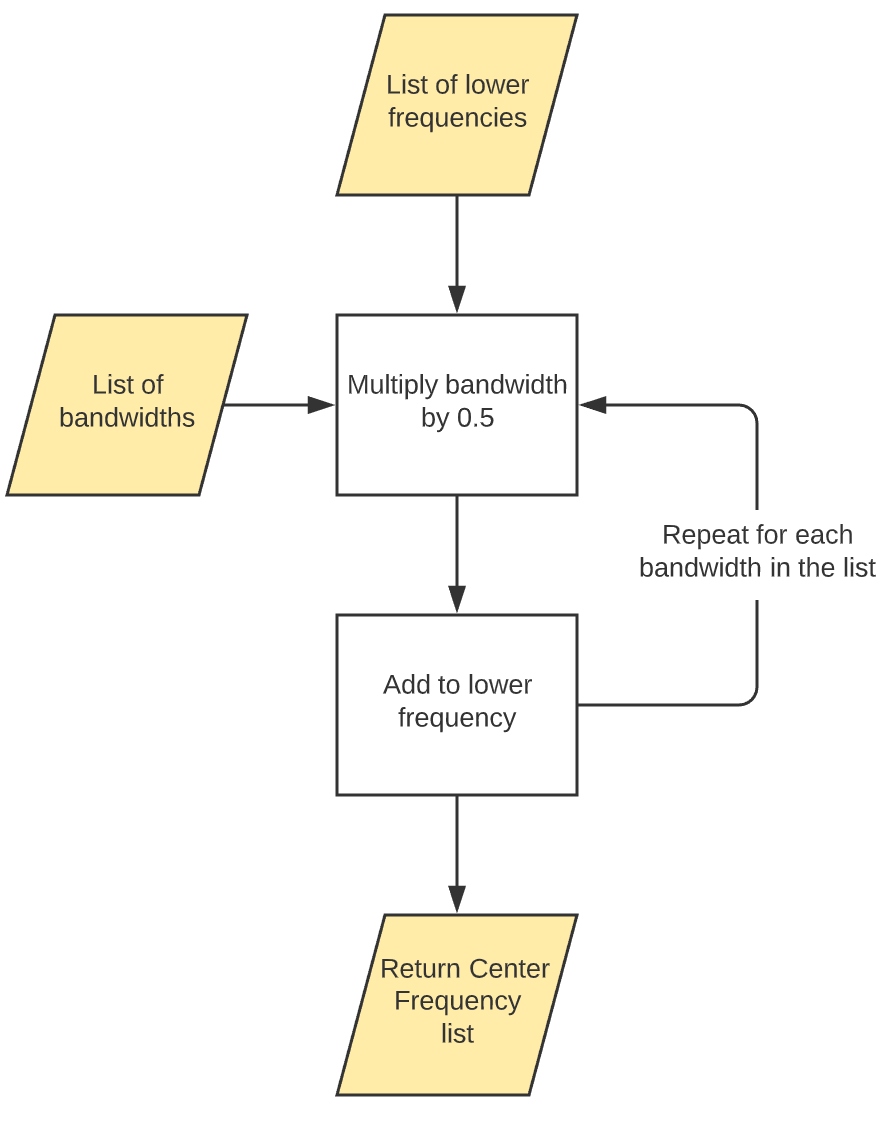 List of lower
frequencies
List of
bandwidths
Multiply bandwidth
by 0.5
Repeat for each
bandwidth in the list
Add to lower
frequency
Return Center
Frequency
list